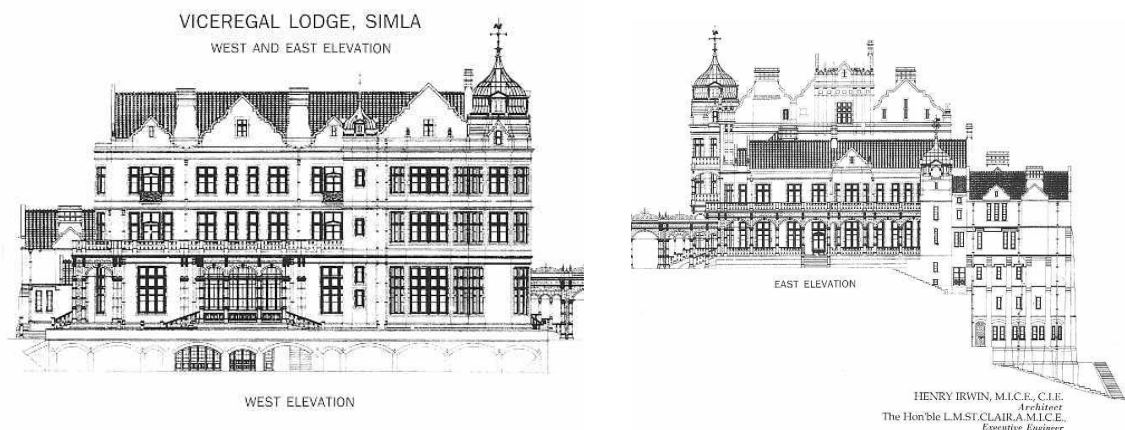 VICEREGAL LODGE, SIMLA
WEST AND EAST ELEVATION
WEST ELEVATION
EAST ELEVATION
HENRY IRWIN, M.I.C.E., C.I.E.
Architect
The Hon'ble L.M.ST.CLAIR.A.M.I.C.E.,
Executive Engineer